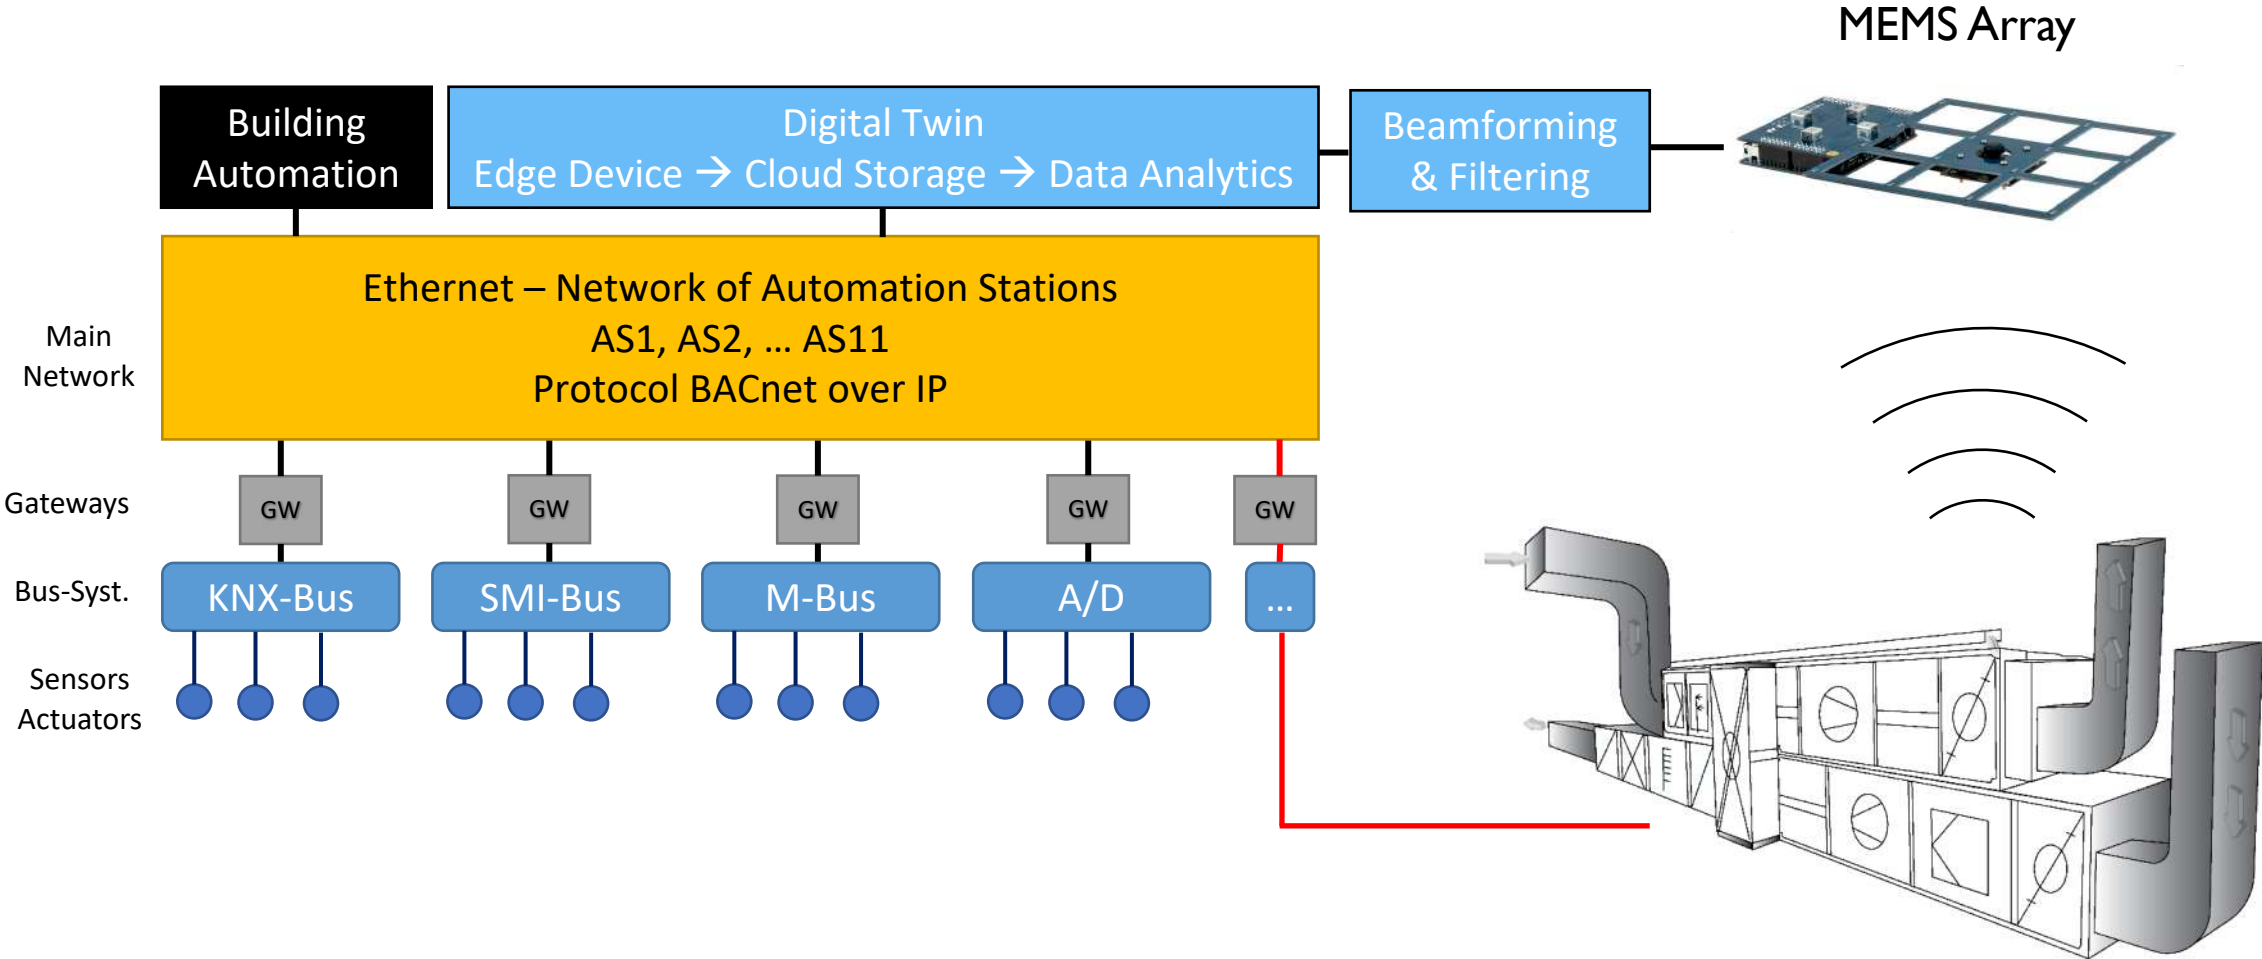 MEMS Array
Building
Automation
Digital Twin
Edge Device → Cloud Storage → Data Analytics
Beamforming
& Filtering
Ethernet – Network of Automation Stations
AS1, AS2, ... AS11
Protocol BACnet over IP
Main
Network
Gateways
GW
GW
GW
GW
GW
Bus-Syst.
KNX-Bus
SMI-Bus
M-Bus
A/D
...
Sensors
Actuators